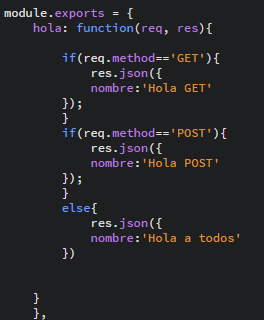 module.exports = {
    hola: function(req, res){

        if(req.method=='GET'){
            res.json({
            nombre:'Hola GET'
        });
        }
        if(req.method=='POST'){
            res.json({
            nombre:'Hola POST'
        });
        }
        else{
            res.json({
            nombre:'Hola a todos'
        })


    }
    },